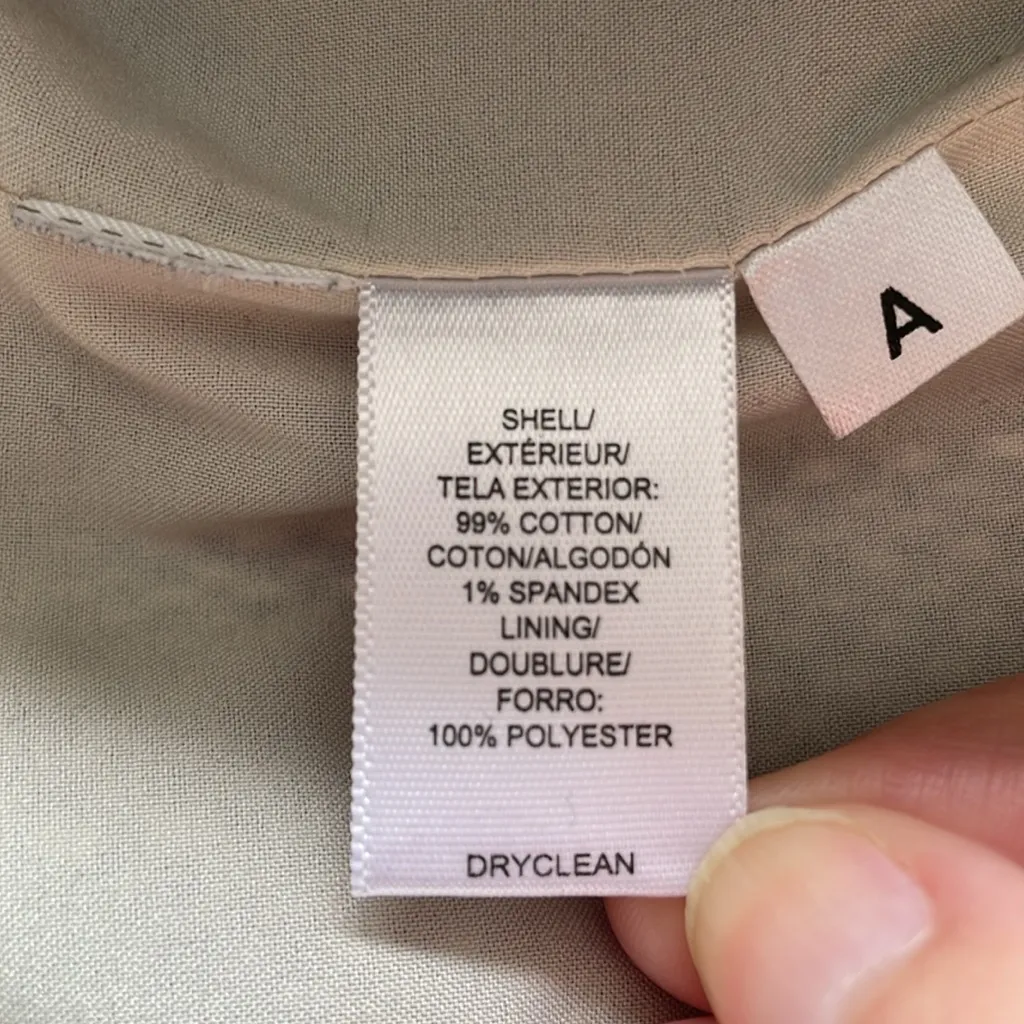 SHELL/
EXTÉRIEUR/
TELA EXTERIOR:
99% COTTON/
COTON/ALGODÓN
1% SPANDEX
LINING/
DOUBLURE/
FORRO:
100% POLYESTER
DRYCLEAN
A